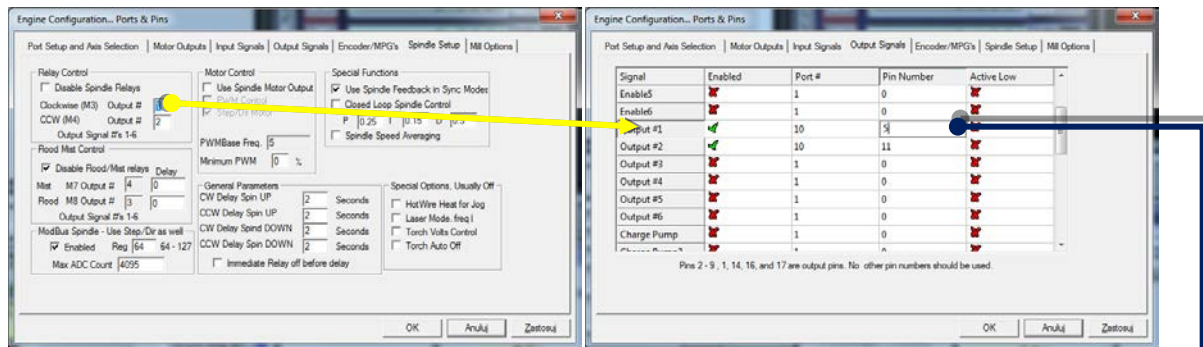 Engine Configuration... Ports & Pins
Port Setup and Axis Selection Motor Outputs Input Signals Output Signals Encoder/MPG's Spindle Setup Mill Options
Relay Control
Disable Spindle Relays
Clockwise (M3) Output #
CCW (M4) Output # 2
Output Signal #'s 1-6
Flood Mist Control
Disable Flood/Mist relays Delay
Mist M7 Output # 4 0
Flood M8 Output # 3 0
Output Signal #'s 1-6
ModBus Spindle - Use Step/Dir as well
Enabled Reg 64 64 - 127
Max ADC Count 4095
Motor Control
Use Spindle Motor Output
PWM Control
Step/Dir Motor
PWMBase Freq. 5
Minimum PWM 0 %
General Parameters
CW Delay Spin UP 2 Seconds
CCW Delay Spin UP 2 Seconds
CW Delay Spind DOWN 2 Seconds
CCW Delay Spin DOWN 2 Seconds
Immediate Relay off before delay
Special Functions
Use Spindle Feedback in Sync Modes
Closed Loop Spindle Control
P 0.25 I 0.15 D
Spindle Speed Averaging
Special Options, Usually Off
HotWire Heat for Jog
Laser Mode. freq
Torch Volts Control
Torch Auto Off
OK Anuluj Zastosuj
Engine Configuration... Ports & Pins
Port Setup and Axis Selection Motor Outputs Input Signals Output Signals Encoder/MPG's Spindle Setup Mill Options
Signal Enabled Port # Pin Number Active Low
Enable5 1 0
Enable6 1 0
Output #1 10 5
Output #2 10 11
Output #3 1 0
Output #4 1 0
Output #5 1 0
Output #6 1 0
Charge Pump 1 0
Pins 2 - 9 , 1, 14, 16, and 17 are output pins. No other pin numbers should be used.
OK Anuluj Zastosuj